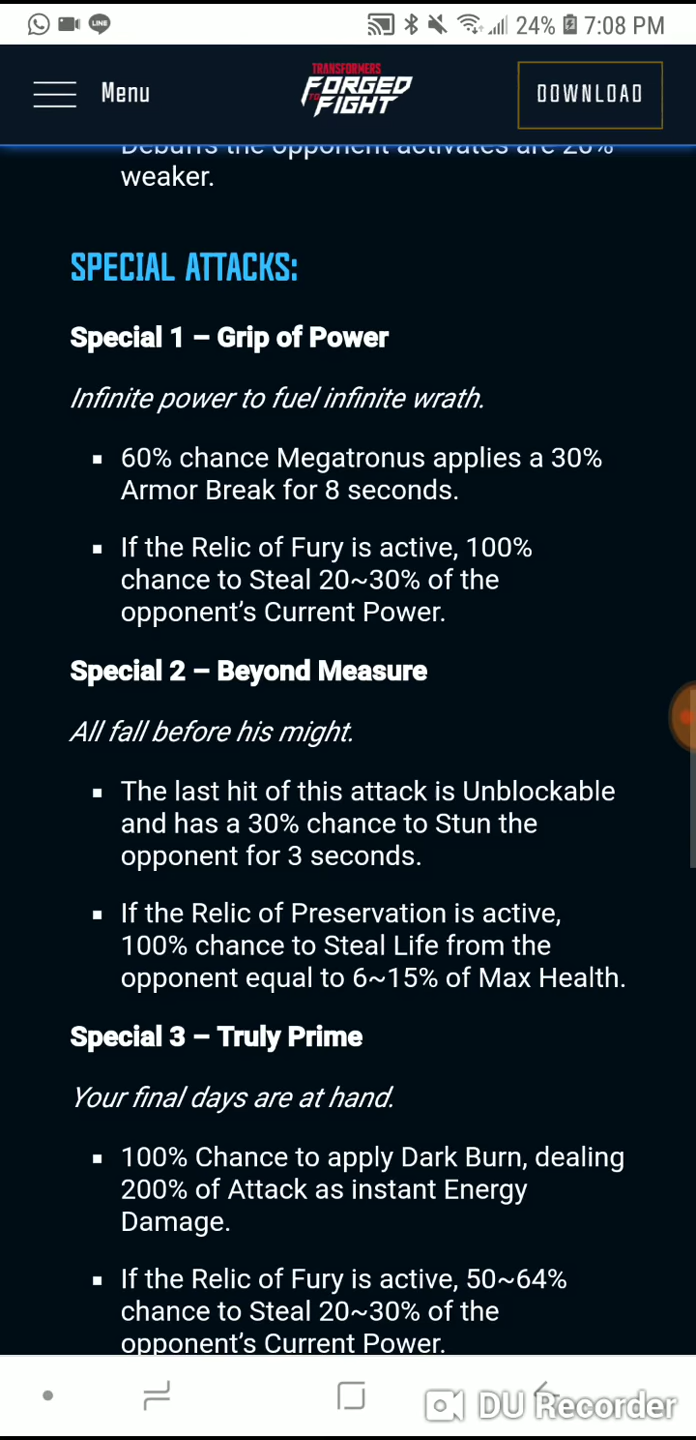 LINE 24% 7:08 PM
Menu
TRANSFORMERS
FORGED
TO
FIGHT
DOWNLOAD
Debuffs the opponent activates are 20%
weaker.
SPECIAL ATTACKS:
Special 1 – Grip of Power
Infinite power to fuel infinite wrath.
▪ 60% chance Megatronus applies a 30%
Armor Break for 8 seconds.
▪ If the Relic of Fury is active, 100%
chance to Steal 20~30% of the
opponent’s Current Power.
Special 2 – Beyond Measure
All fall before his might.
▪ The last hit of this attack is Unblockable
and has a 30% chance to Stun the
opponent for 3 seconds.
▪ If the Relic of Preservation is active,
100% chance to Steal Life from the
opponent equal to 6~15% of Max Health.
Special 3 – Truly Prime
Your final days are at hand.
▪ 100% Chance to apply Dark Burn, dealing
200% of Attack as instant Energy
Damage.
▪ If the Relic of Fury is active, 50~64%
chance to Steal 20~30% of the
opponent’s Current Power.
DU Recorder